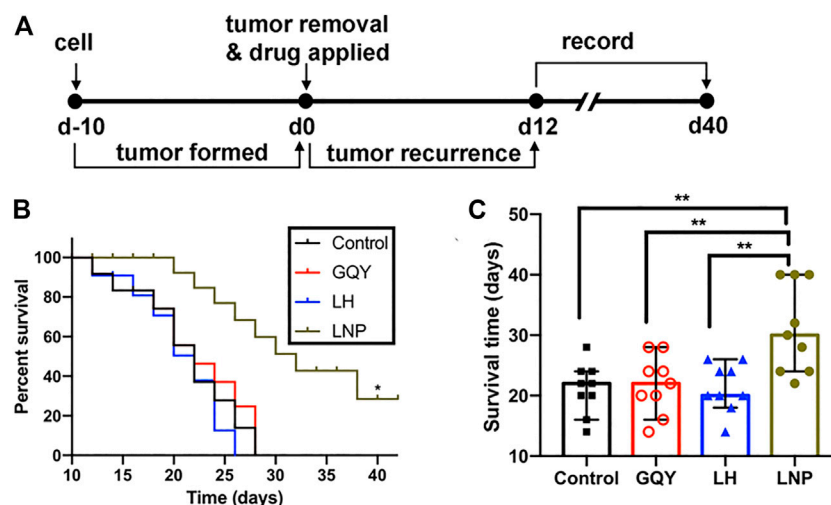 A
cell
tumor removal
& drug applied
record
d-10
d0
d12
d40
tumor formed
tumor recurrence
B
Percent survival
100
80
60
40
20
0
10
15
20
25
30
35
40
Time (days)
Control
GQY
LH
LNP
*
C
Survival time (days)
50
40
30
20
10
**
**
**
Control
GQY
LH
LNP